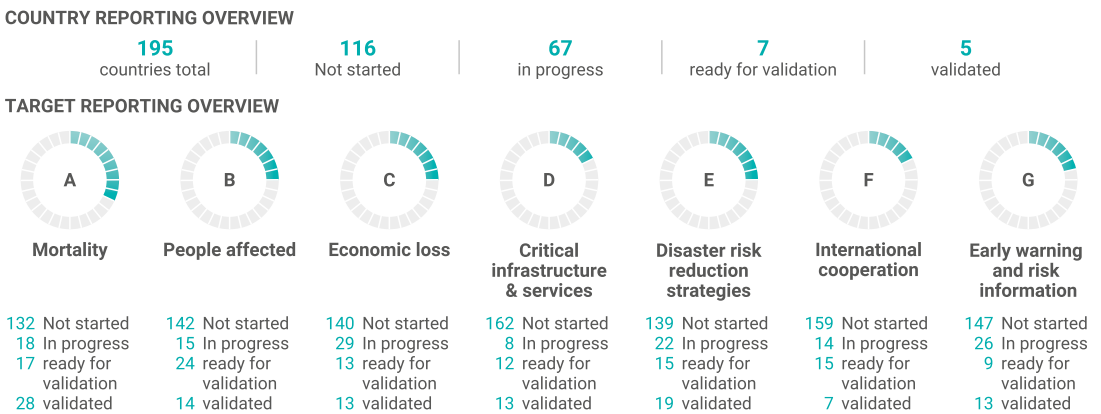 COUNTRY REPORTING OVERVIEW
195
countries total
116
Not started
67
in progress
7
ready for validation
5
validated
TARGET REPORTING OVERVIEW
A
Mortality
132 Not started
18 In progress
17 ready for
validation
28 validated
B
People affected
142 Not started
15 In progress
24 ready for
validation
14 validated
C
Economic loss
140 Not started
29 In progress
13 ready for
validation
13 validated
D
Critical
infrastructure
& services
162 Not started
8 In progress
12 ready for
validation
13 validated
E
Disaster risk
reduction
strategies
139 Not started
22 In progress
15 ready for
validation
19 validated
F
International
cooperation
159 Not started
14 In progress
15 ready for
validation
7 validated
G
Early warning
and risk
information
147 Not started
26 In progress
9 ready for
validation
13 validated